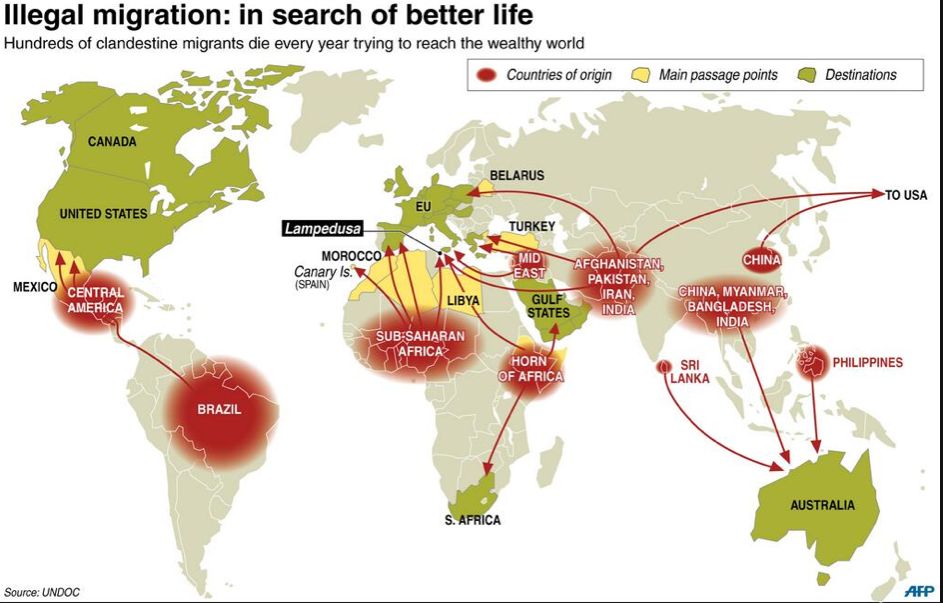 Illegal migration: in search of better life
Hundreds of clandestine migrants die every year trying to reach the wealthy world
Countries of origin
Main passage points
Destinations
CANADA
UNITED STATES
MEXICO
CENTRAL
AMERICA
BRAZIL
Lampedusa
MOROCCO
Canary Is.
(SPAIN)
EU
BELARUS
TURKEY
MID
EAST
LIBYA
GULF
STATES
SUB-SAHARAN
AFRICA
HORN
OF AFRICA
S. AFRICA
AFGHANISTAN,
PAKISTAN,
IRAN,
INDIA
TO USA
CHINA
CHINA, MYANMAR,
BANGLADESH,
INDIA
SRI
LANKA
PHILIPPINES
AUSTRALIA
Source: UNDOC
AFP